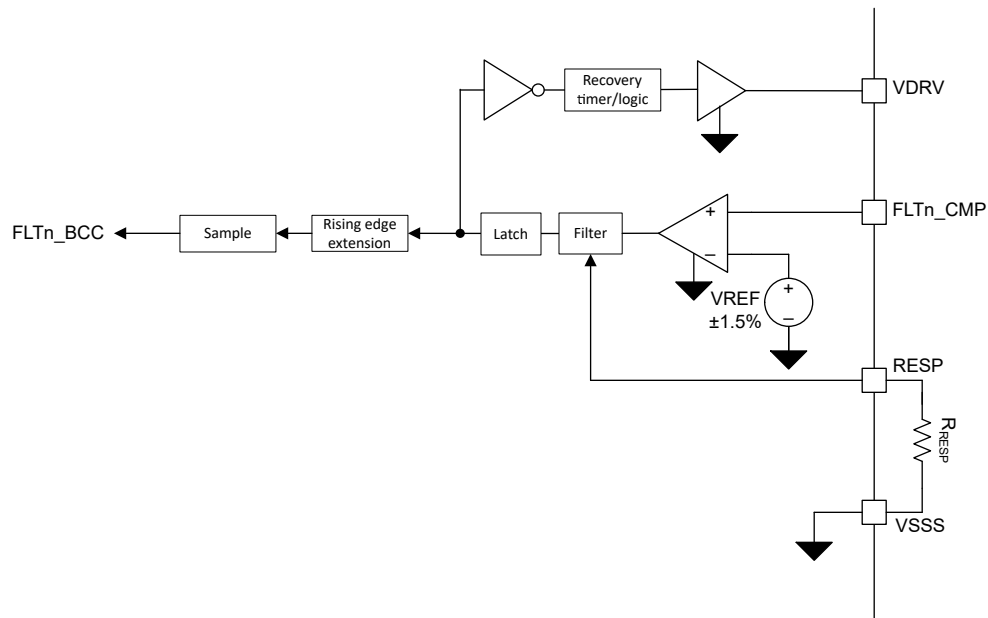 Recovery
timer/logic
VDRV
FLTn_CMP
FLTn_BCC
Sample
Rising edge
extension
Latch
Filter
+
–
VREF
±1.5%
+
–
RESP
RRESP
VSSS